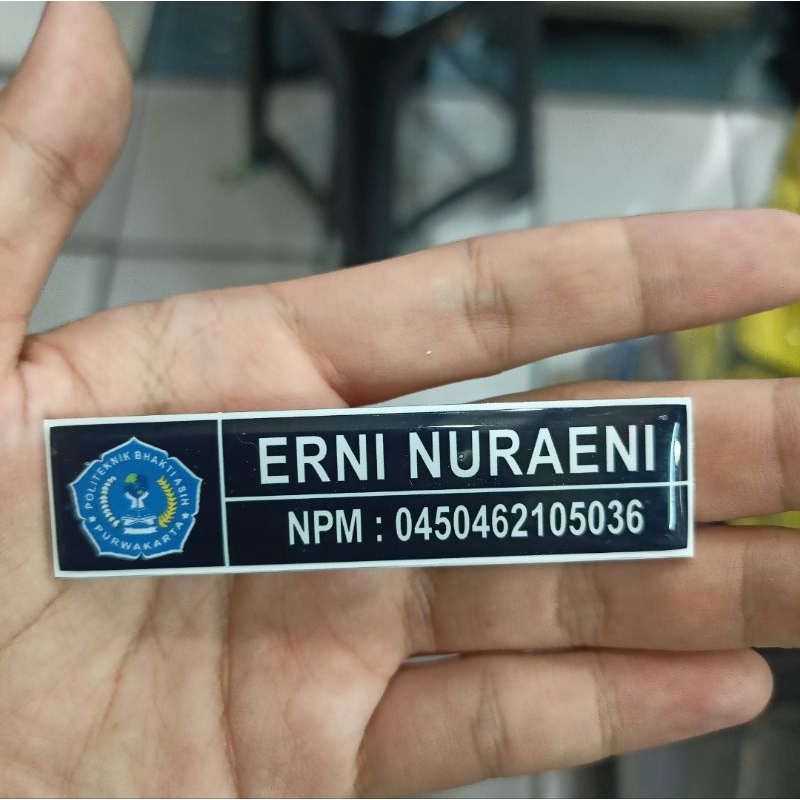 POLITEKNIK BHAKTI ASIH
PURWAKARTA
ERNI NURAENI
NPM : 0450462105036